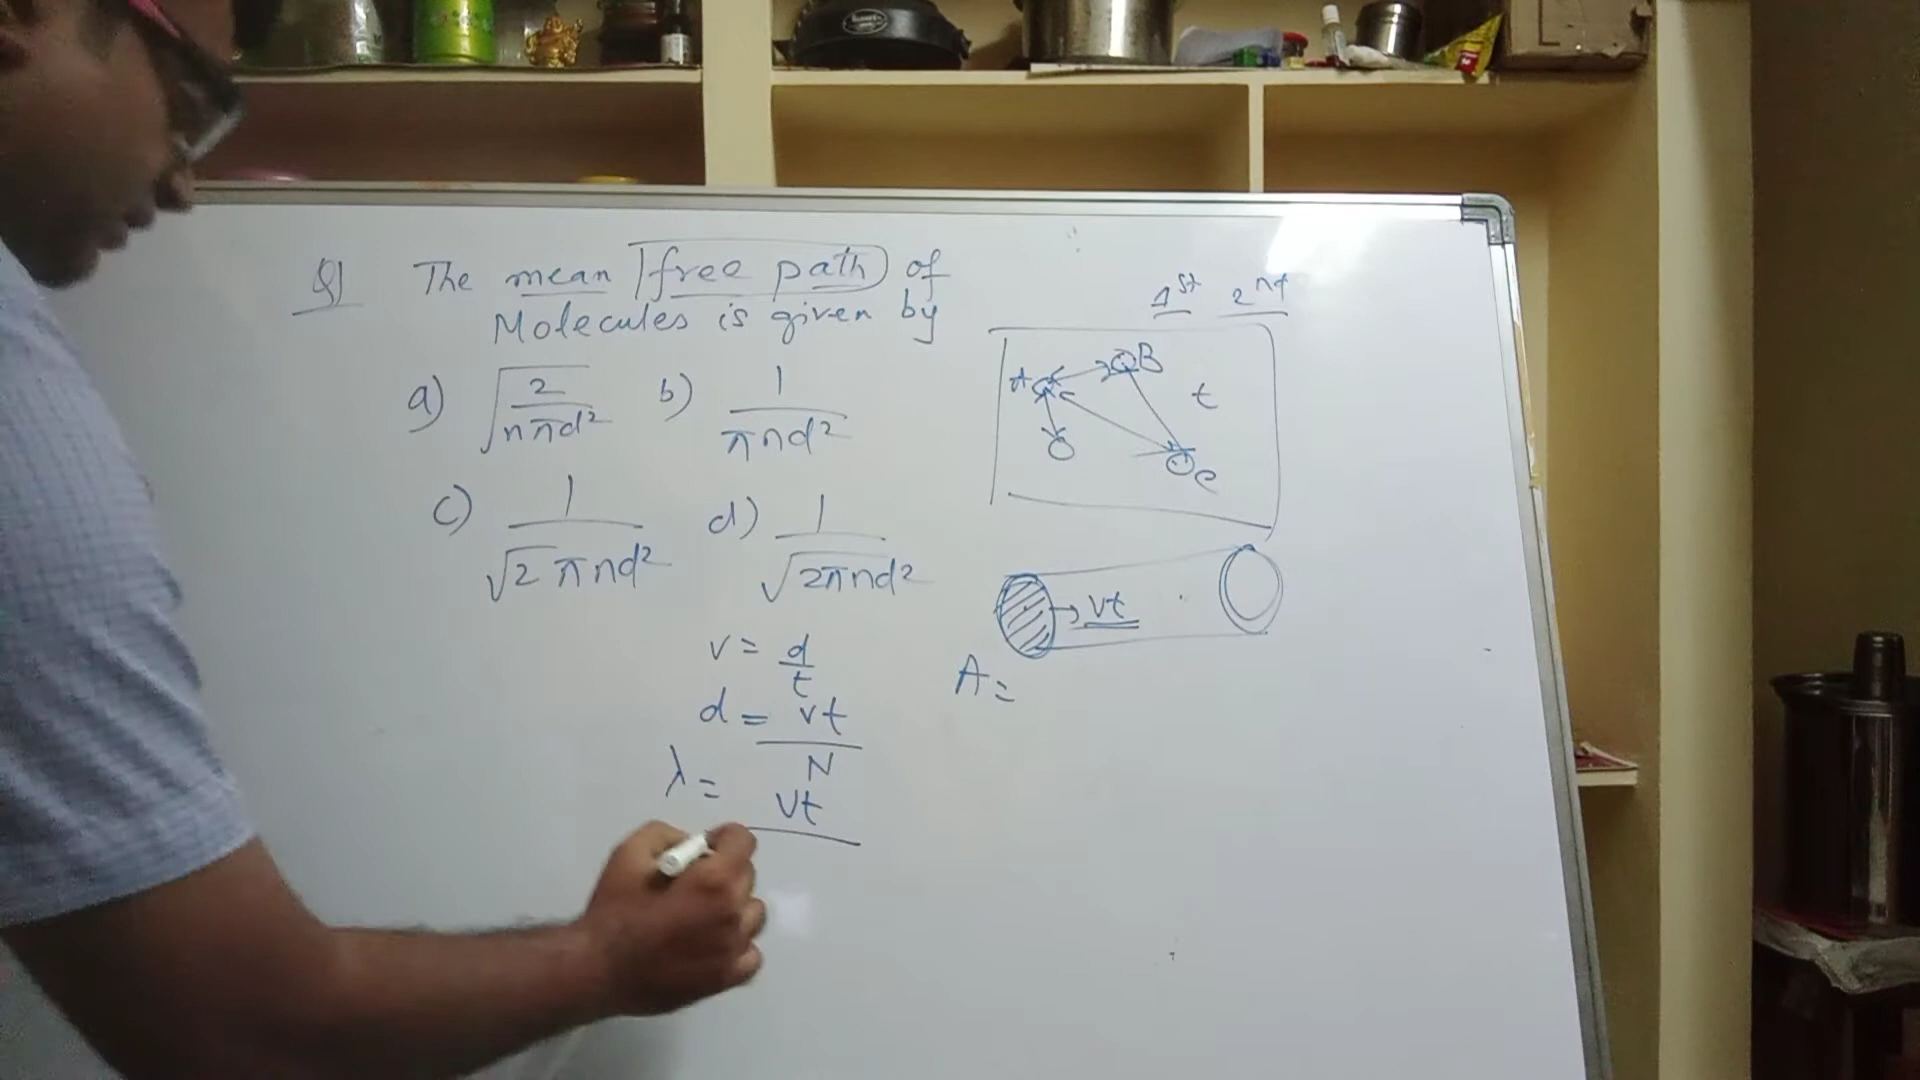 Q1 The mean free path of
Molecules is given by
a) √(2/nπd²) b) 1/πnd²
c) 1/√2 πnd² d) 1/√2πnd²
v = d/t
d = vt
N
λ = vt
1st 2nd
A B
t
C
→ vt
A =